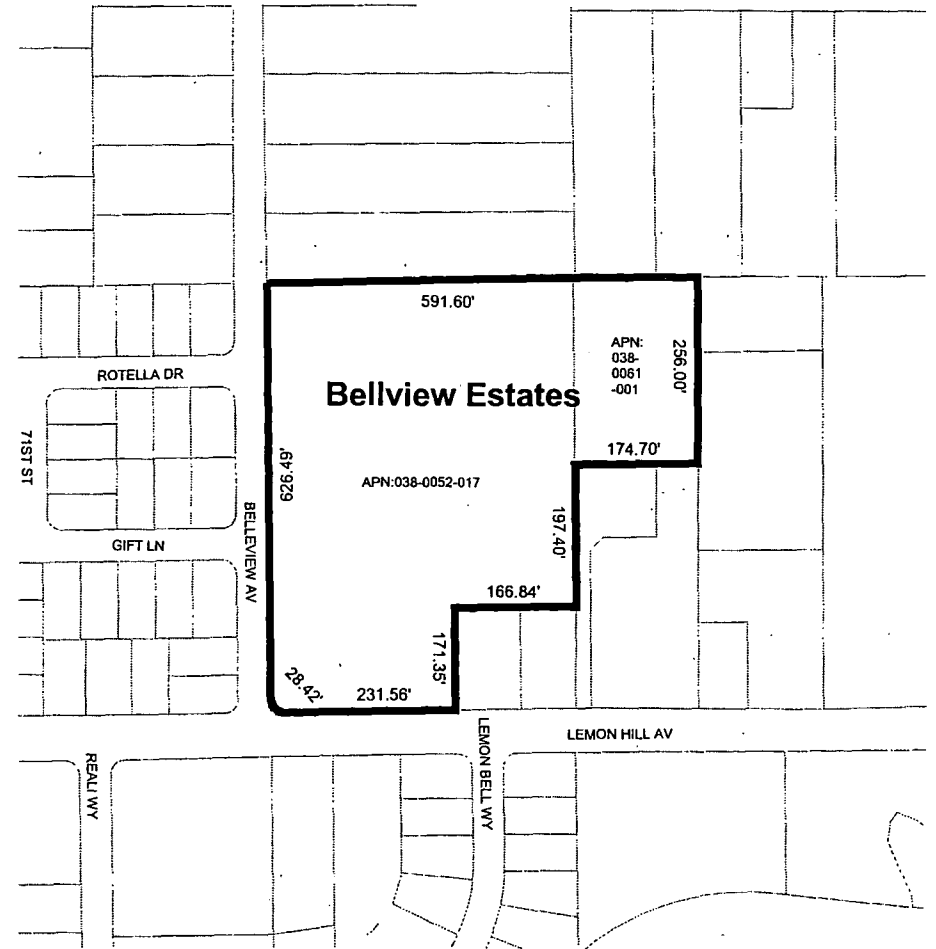 591.60'
APN:
038-
0061
-001
256.00'
ROTELLA DR
Bellview Estates
174.70'
71ST ST
626.49'
APN:038-0052-017
BELLEVIEW AV
197.40'
GIFT LN
166.84'
171.35'
28.42'
231.56'
LEMON HILL AV
LEMON BELL WY
REALI WY